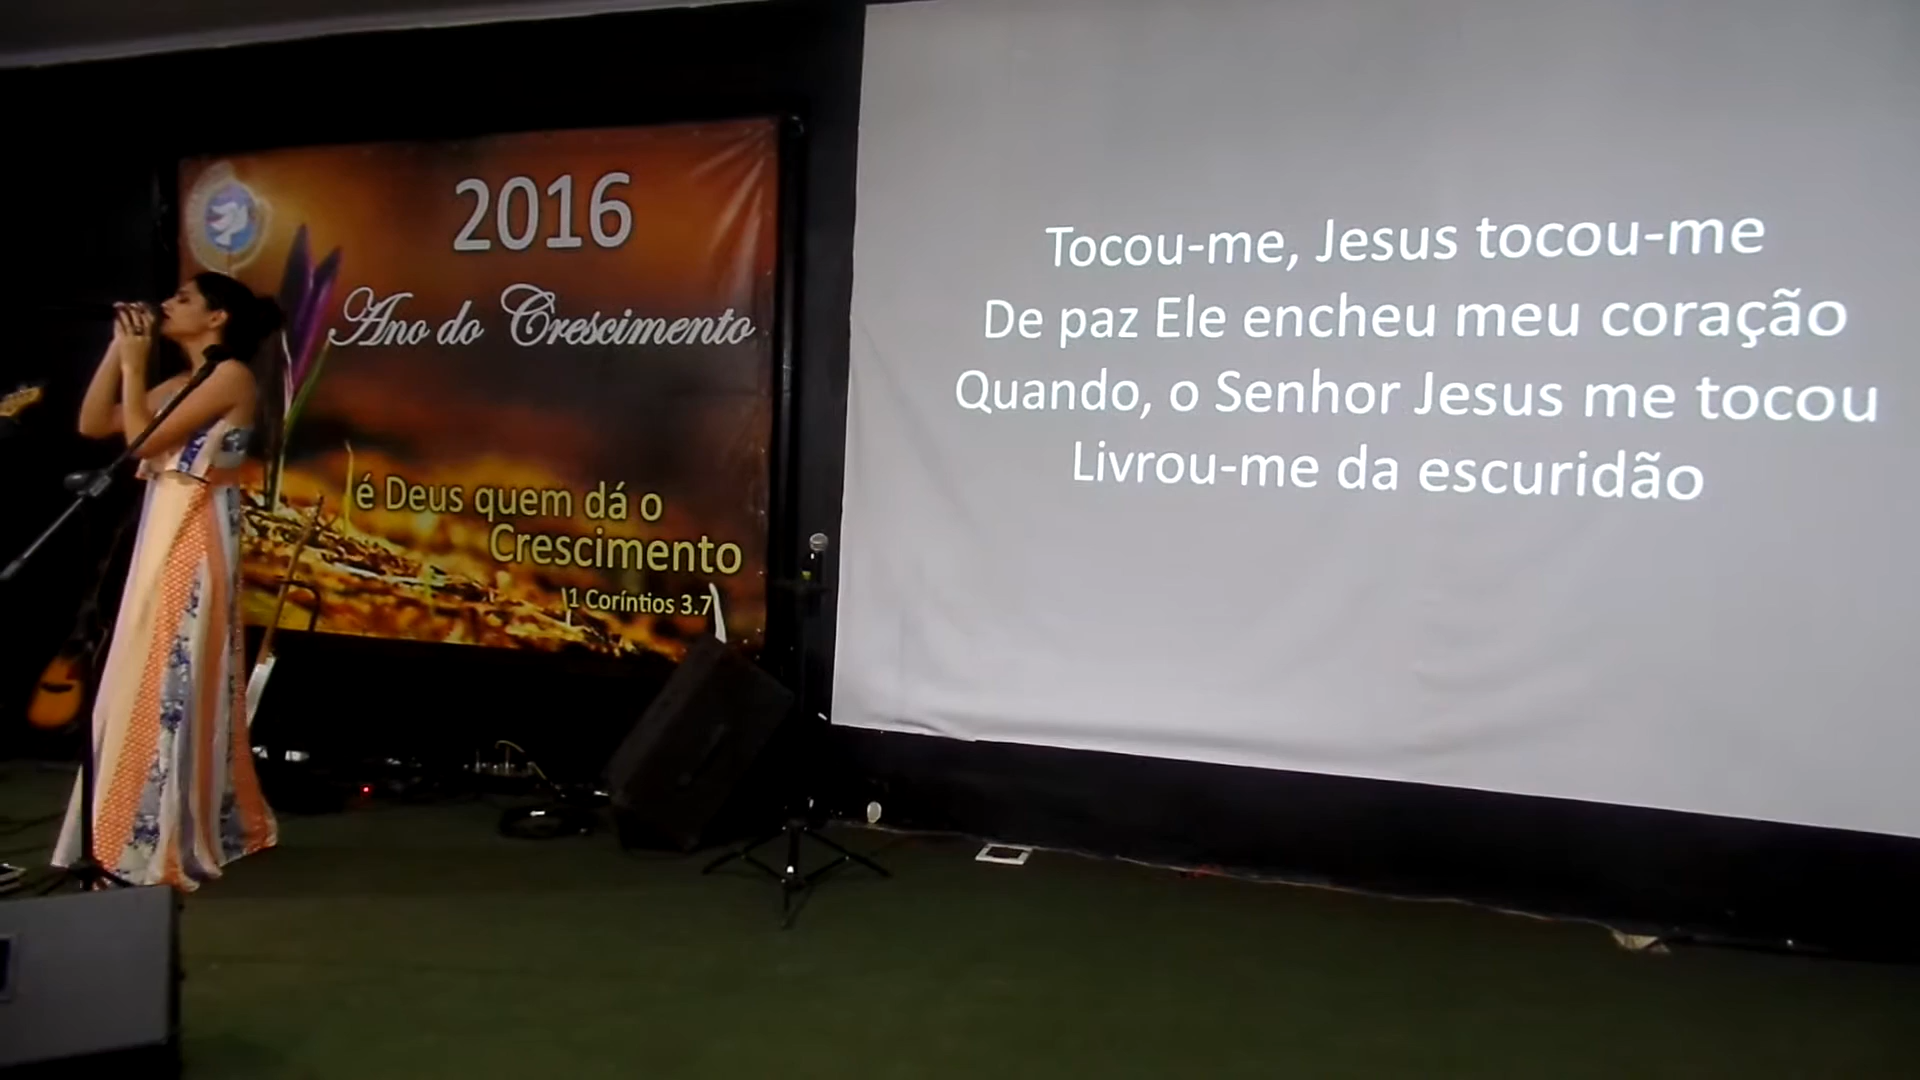 2016
Ano do Crescimento
é Deus quem dá o
Crescimento
1 Coríntios 3.7
Tocou-me, Jesus tocou-me
De paz Ele encheu meu coração
Quando, o Senhor Jesus me tocou
Livrou-me da escuridão